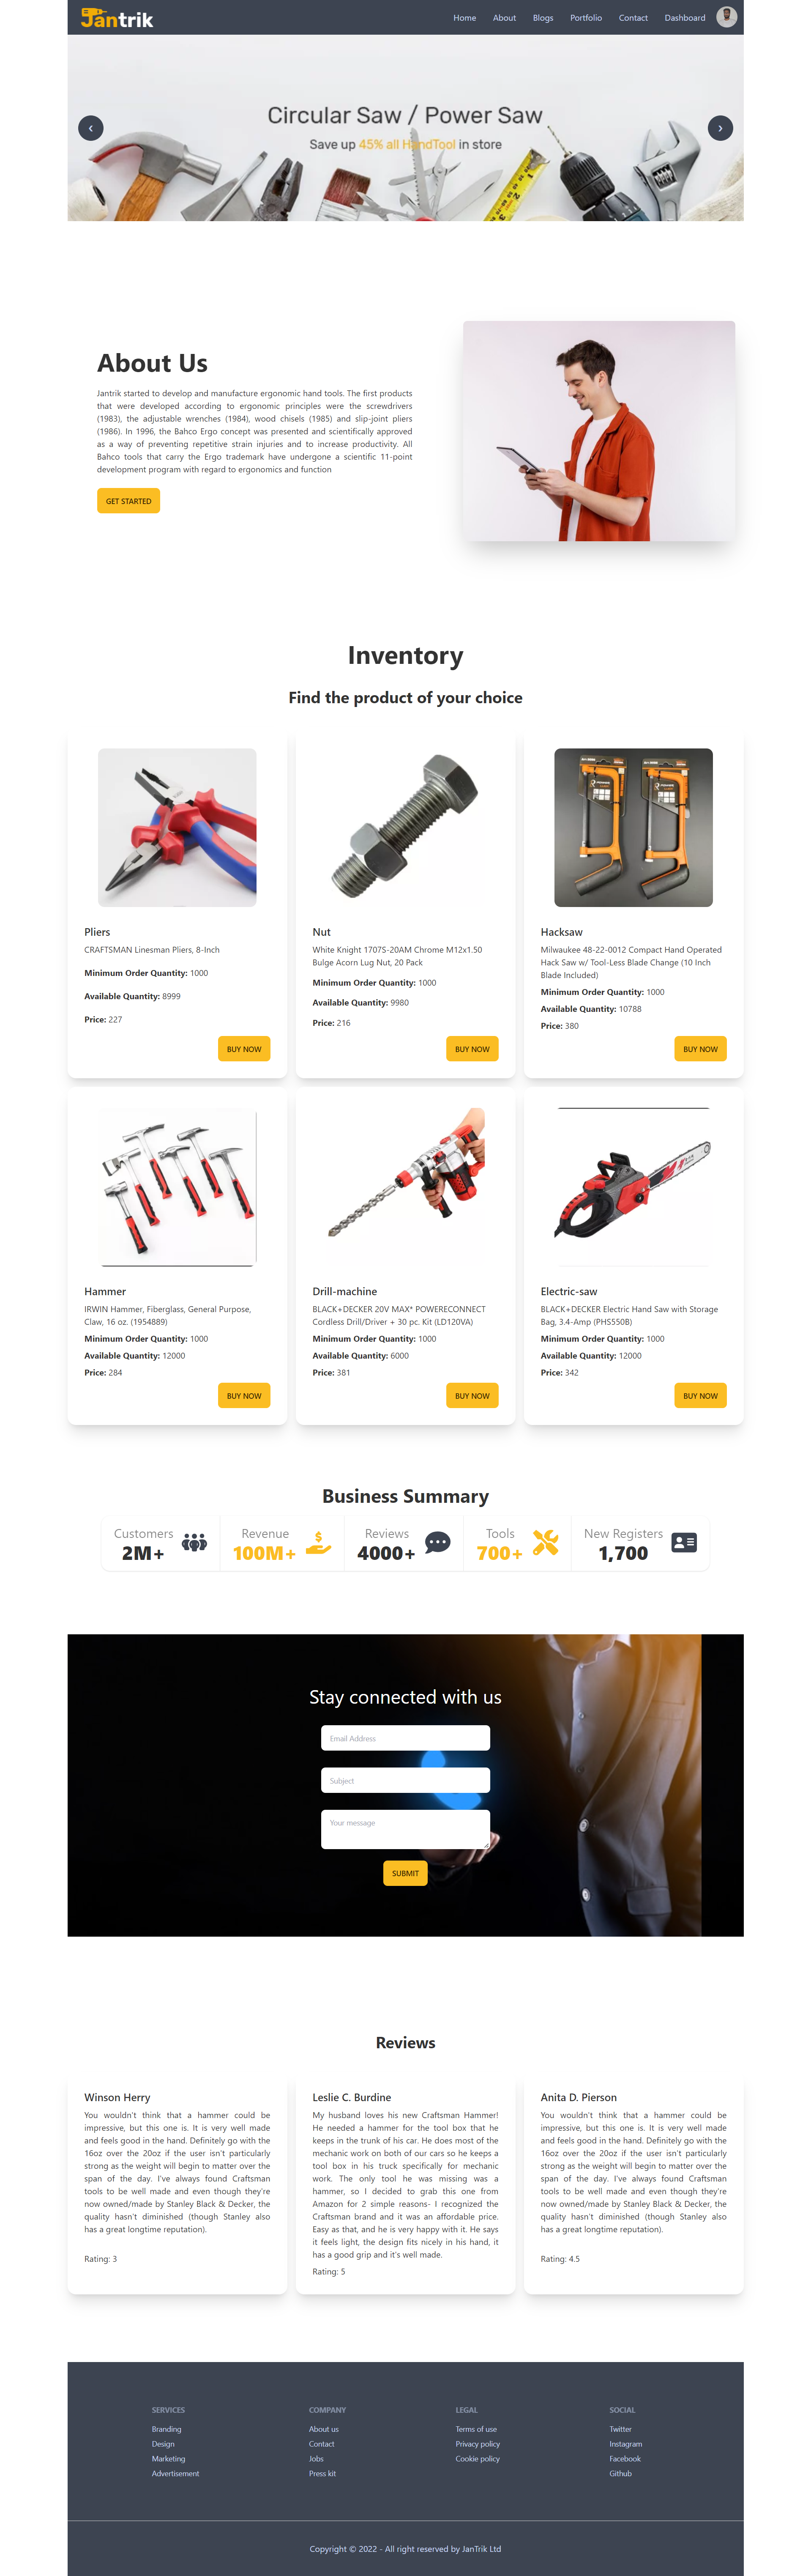 Jantrik
Home About Blogs Portfolio Contact Dashboard
Circular Saw / Power Saw
Save up 45% all HandTool in store
About Us
Jantrik started to develop and manufacture ergonomic hand tools. The first products
that were developed according to ergonomic principles were the screwdrivers
(1983), the adjustable wrenches (1984), wood chisels (1985) and slip-joint pliers
(1986). In 1996, the Bahco Ergo concept was presented and scientifically approved
as a way of preventing repetitive strain injuries and to increase productivity. All
Bahco tools that carry the Ergo trademark have undergone a scientific 11-point
development program with regard to ergonomics and function
GET STARTED
Inventory
Find the product of your choice
Pliers
CRAFTSMAN Linesman Pliers, 8-Inch
Minimum Order Quantity: 1000
Available Quantity: 8999
Price: 227
BUY NOW
Nut
White Knight 1707S-20AM Chrome M12x1.50
Bulge Acorn Lug Nut, 20 Pack
Minimum Order Quantity: 1000
Available Quantity: 9980
Price: 216
BUY NOW
Hacksaw
Milwaukee 48-22-0012 Compact Hand Operated
Hack Saw w/ Tool-Less Blade Change (10 Inch
Blade Included)
Minimum Order Quantity: 1000
Available Quantity: 10788
Price: 380
BUY NOW
Hammer
IRWIN Hammer, Fiberglass, General Purpose,
Claw, 16 oz. (1954889)
Minimum Order Quantity: 1000
Available Quantity: 12000
Price: 284
BUY NOW
Drill-machine
BLACK+DECKER 20V MAX* POWERECONNECT
Cordless Drill/Driver + 30 pc. Kit (LD120VA)
Minimum Order Quantity: 1000
Available Quantity: 6000
Price: 381
BUY NOW
Electric-saw
BLACK+DECKER Electric Hand Saw with Storage
Bag, 3.4-Amp (PHS550B)
Minimum Order Quantity: 1000
Available Quantity: 12000
Price: 342
BUY NOW
Business Summary
Customers
2M+
Revenue
100M+
Reviews
4000+
Tools
700+
New Registers
1,700
Stay connected with us
Email Address
Subject
Your message
SUBMIT
Reviews
Winson Herry
You wouldn't think that a hammer could be
impressive, but this one is. It is very well made
and feels good in the hand. Definitely go with the
16oz over the 20oz if the user isn't particularly
strong as the weight will begin to matter over the
span of the day. I've always found Craftsman
tools to be well made and even though they're
now owned/made by Stanley Black & Decker, the
quality hasn't diminished (though Stanley also
has a great longtime reputation).
Rating: 3
Leslie C. Burdine
My husband loves his new Craftsman Hammer!
He needed a hammer for the tool box that he
keeps in the trunk of his car. He does most of the
mechanic work on both of our cars so he keeps a
tool box in his truck specifically for mechanic
work. The only tool he was missing was a
hammer, so I decided to grab this one from
Amazon for 2 simple reasons- I recognized the
Craftsman brand and it was an affordable price.
Easy as that, and he is very happy with it. He says
it feels light, the design fits nicely in his hand, it
has a good grip and it's well made.
Rating: 5
Anita D. Pierson
You wouldn't think that a hammer could be
impressive, but this one is. It is very well made
and feels good in the hand. Definitely go with the
16oz over the 20oz if the user isn't particularly
strong as the weight will begin to matter over the
span of the day. I've always found Craftsman
tools to be well made and even though they're
now owned/made by Stanley Black & Decker, the
quality hasn't diminished (though Stanley also
has a great longtime reputation).
Rating: 4.5
SERVICES
Branding
Design
Marketing
Advertisement
COMPANY
About us
Contact
Jobs
Press kit
LEGAL
Terms of use
Privacy policy
Cookie policy
SOCIAL
Twitter
Instagram
Facebook
Github
Copyright © 2022 - All right reserved by JanTrik Ltd